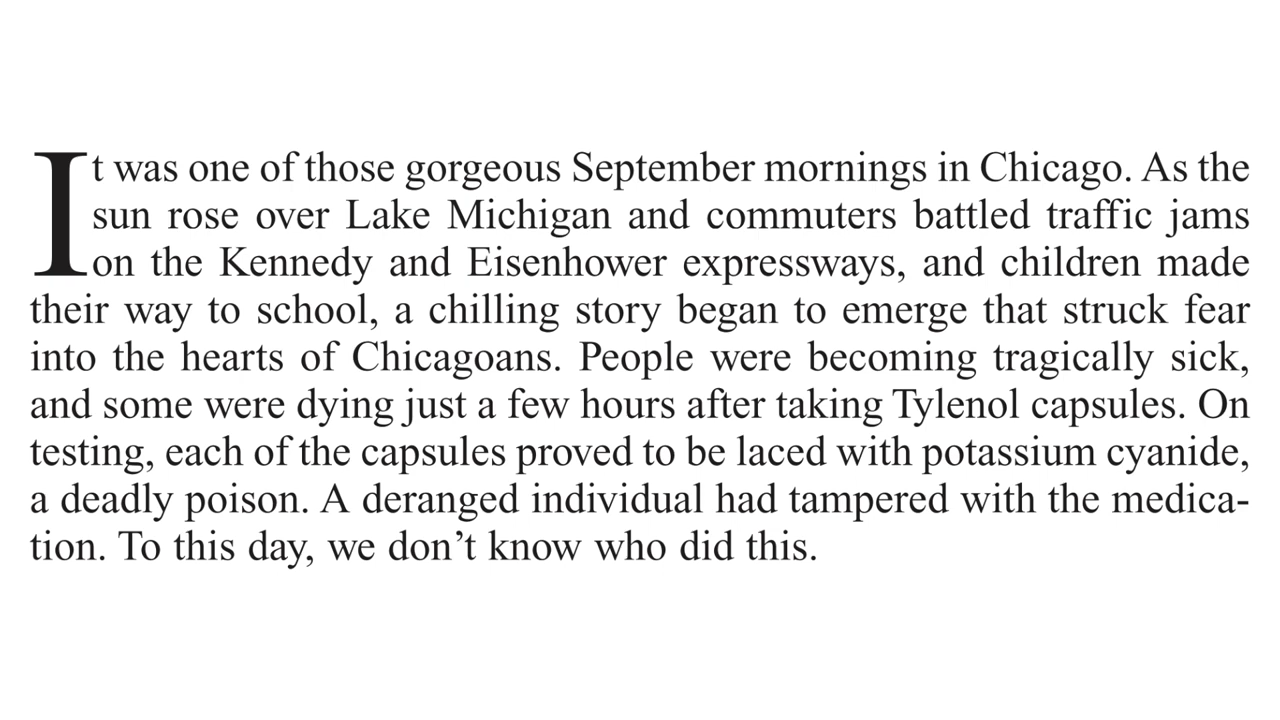 It was one of those gorgeous September mornings in Chicago. As the
sun rose over Lake Michigan and commuters battled traffic jams
on the Kennedy and Eisenhower expressways, and children made
their way to school, a chilling story began to emerge that struck fear
into the hearts of Chicagoans. People were becoming tragically sick,
and some were dying just a few hours after taking Tylenol capsules. On
testing, each of the capsules proved to be laced with potassium cyanide,
a deadly poison. A deranged individual had tampered with the medica-
tion. To this day, we don’t know who did this.